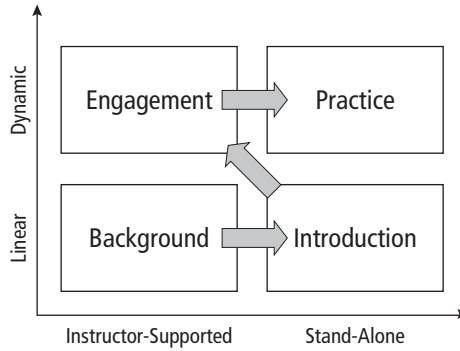 Dynamic
Engagement
Practice
Linear
Background
Introduction
Instructor-Supported
Stand-Alone